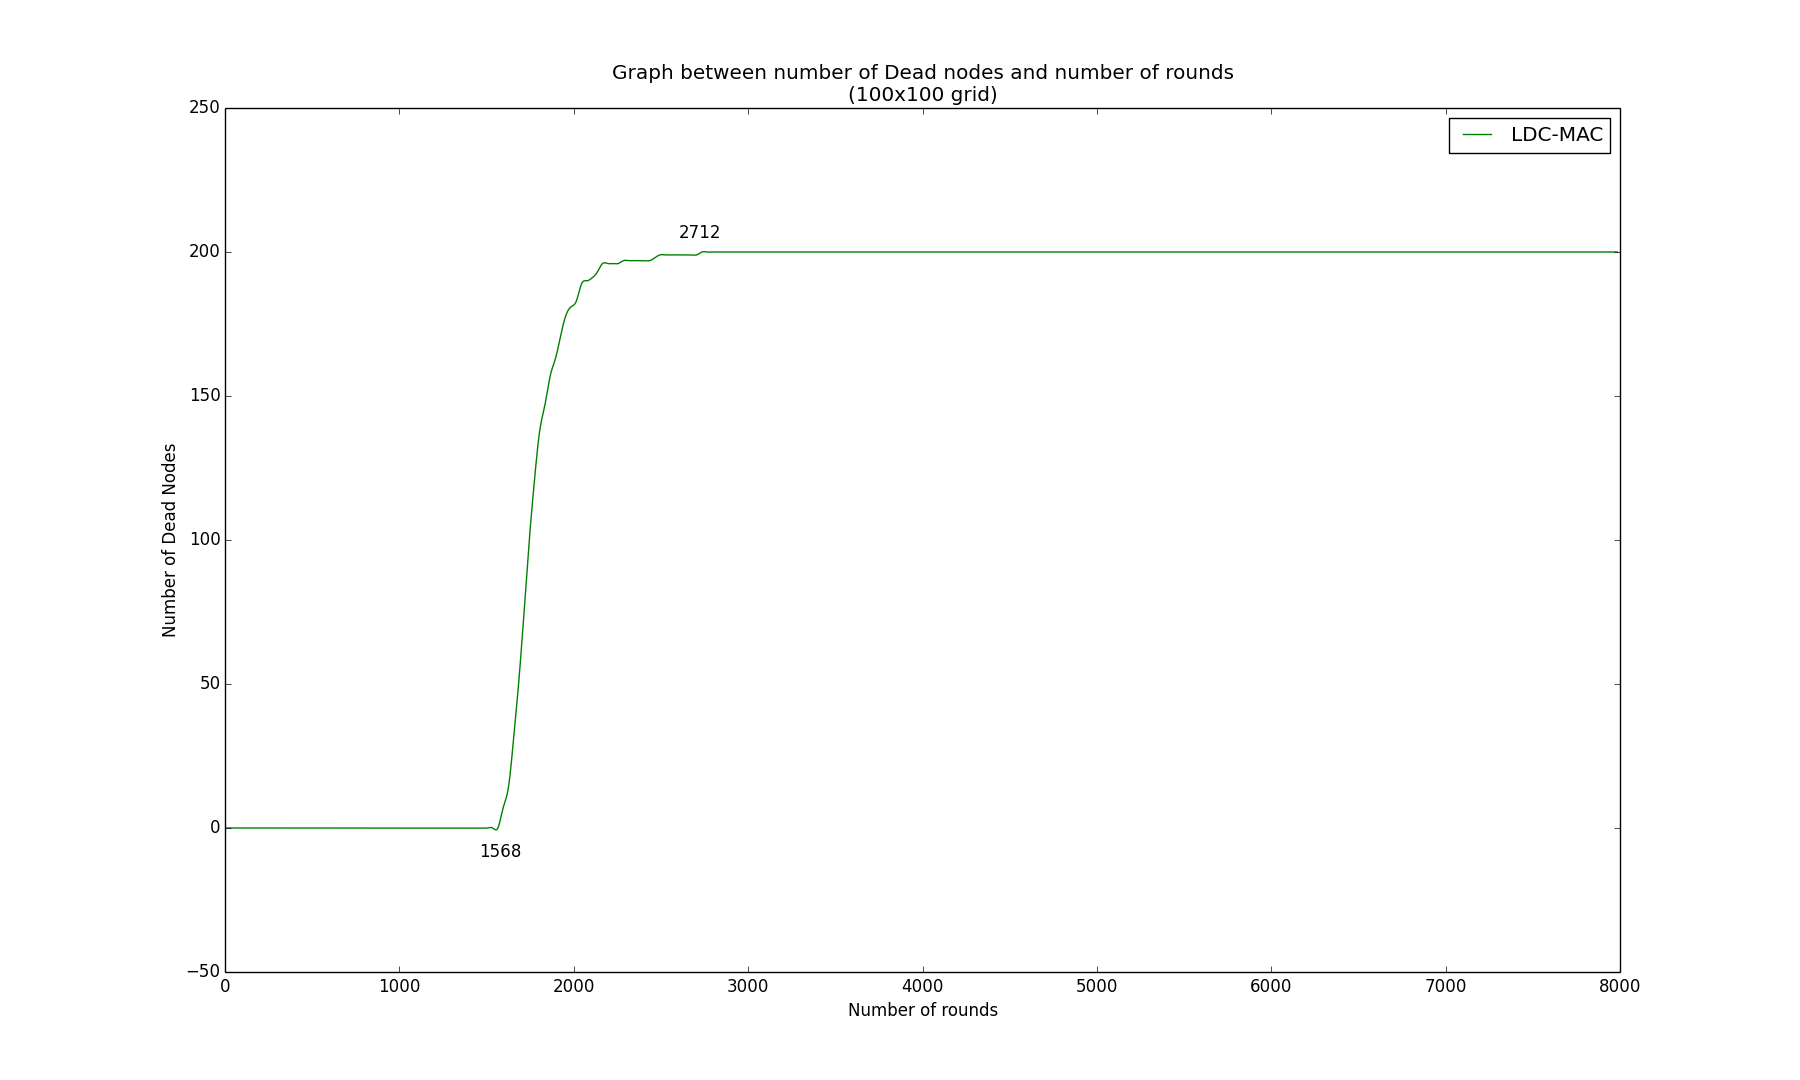 Graph between number of Dead nodes and number of rounds
(100x100 grid)
LDC-MAC
250
200
150
100
50
0
−50
Number of Dead Nodes
2712
1568
0 1000 2000 3000 4000 5000 6000 7000 8000
Number of rounds